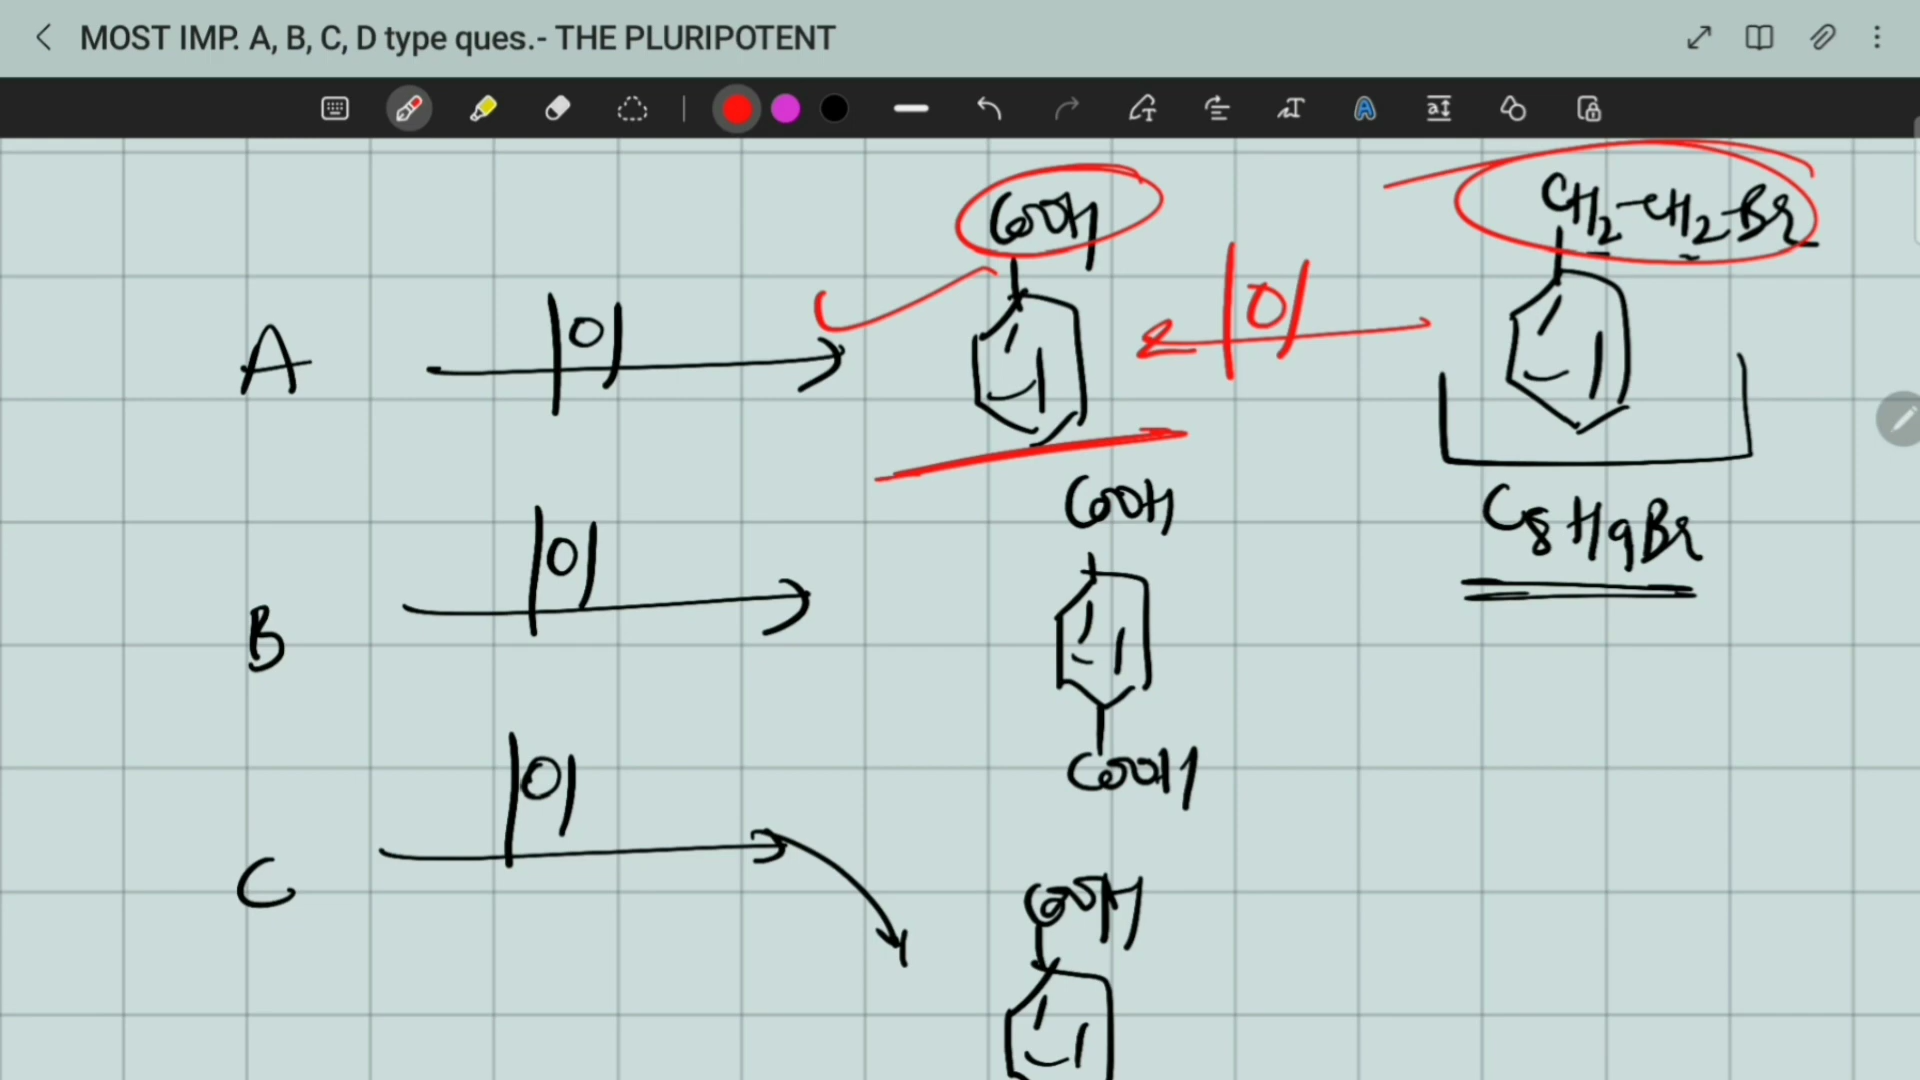 MOST IMP. A, B, C, D type ques.- THE PLURIPOTENT
COOH
CH2-CH2-Br
A
|O|
|O|
COOH
C8H9Br
|O|
B
COOH
|O|
C
COOH